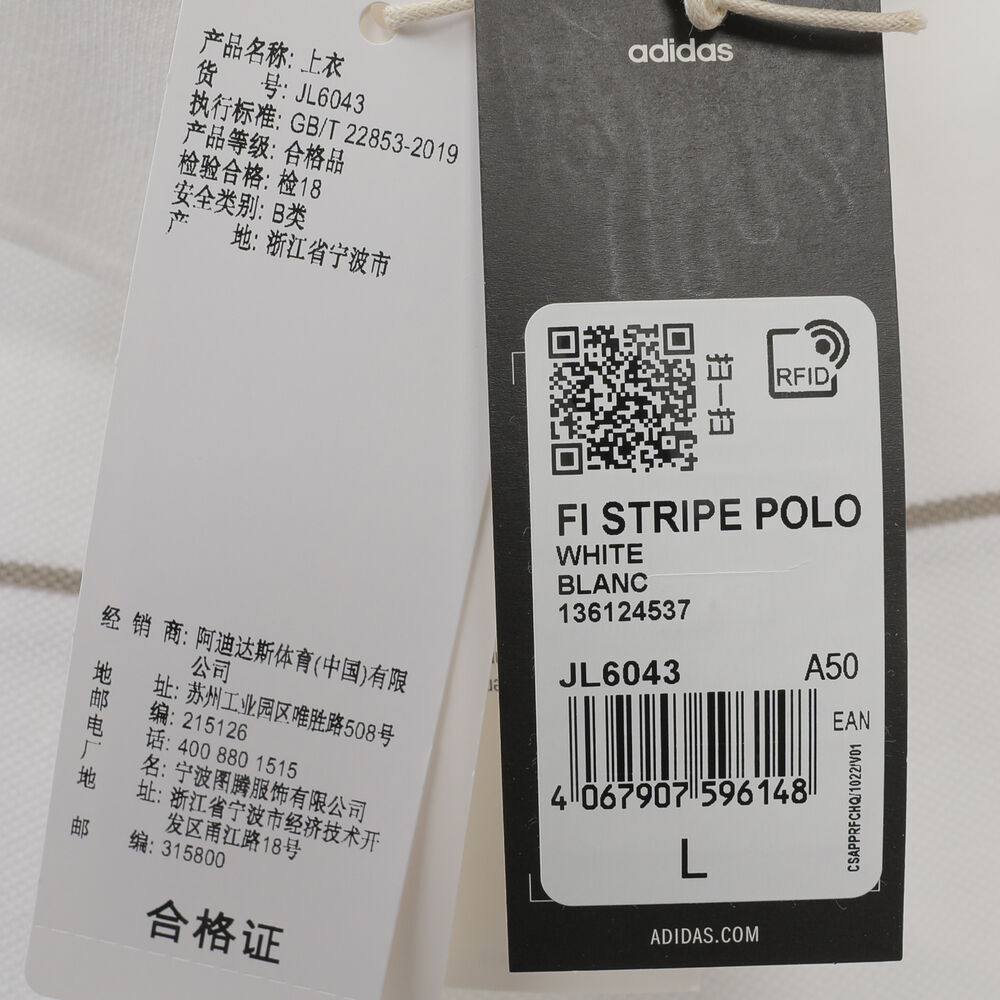 产品名称: 上衣
货 号: JL6043
执行标准: GB/T 22853-2019
产品等级: 合格品
检验合格: 检18
安全类别: B类
产 地: 浙江省宁波市
经 销 商: 阿迪达斯体育(中国)有限
公司
地 址: 苏州工业园区唯胜路508号
邮 编: 215126
电 话: 400 880 1515
厂 名: 宁波图腾服饰有限公司
地 址: 浙江省宁波市经济技术开
发区甬江路18号
邮 编: 315800
合格证
adidas
扫一扫
RFID
FI STRIPE POLO
WHITE
BLANC
136124537
JL6043 A50
EAN
4 067907 596148
CSAPPRFCHQ/1022/V01
L
ADIDAS.COM